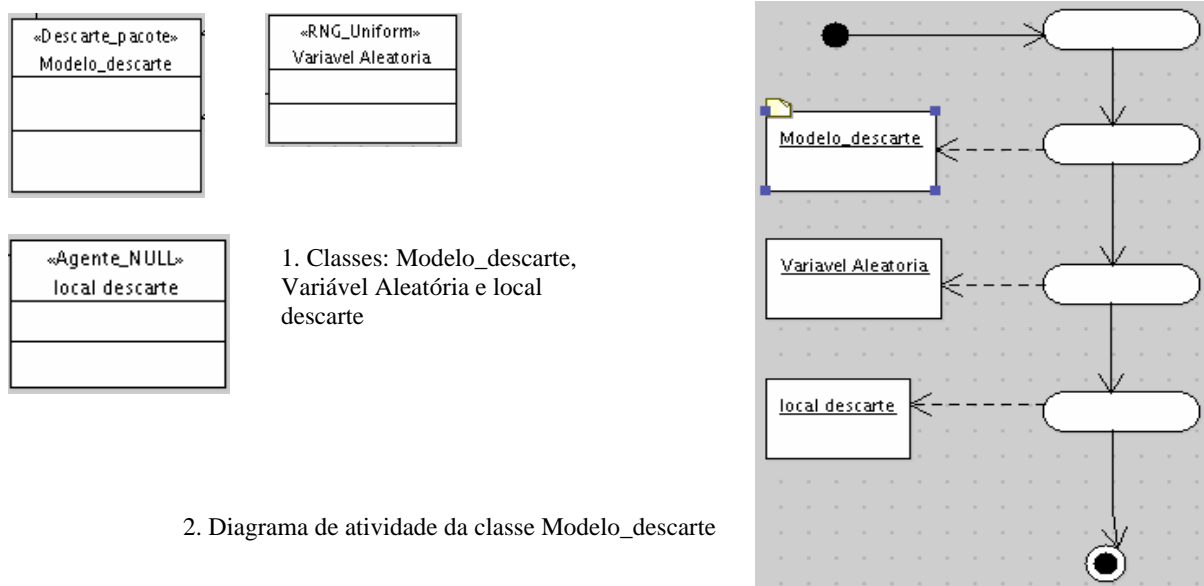 «Descarte_pacote»
Modelo_descarte
«RNG_Uniform»
Variavel Aleatoria
«Agente_NULL»
local descarte
1. Classes: Modelo_descarte,
Variável Aleatória e local
descarte
2. Diagrama de atividade da classe Modelo_descarte
Modelo_descarte
Variavel Aleatoria
local descarte